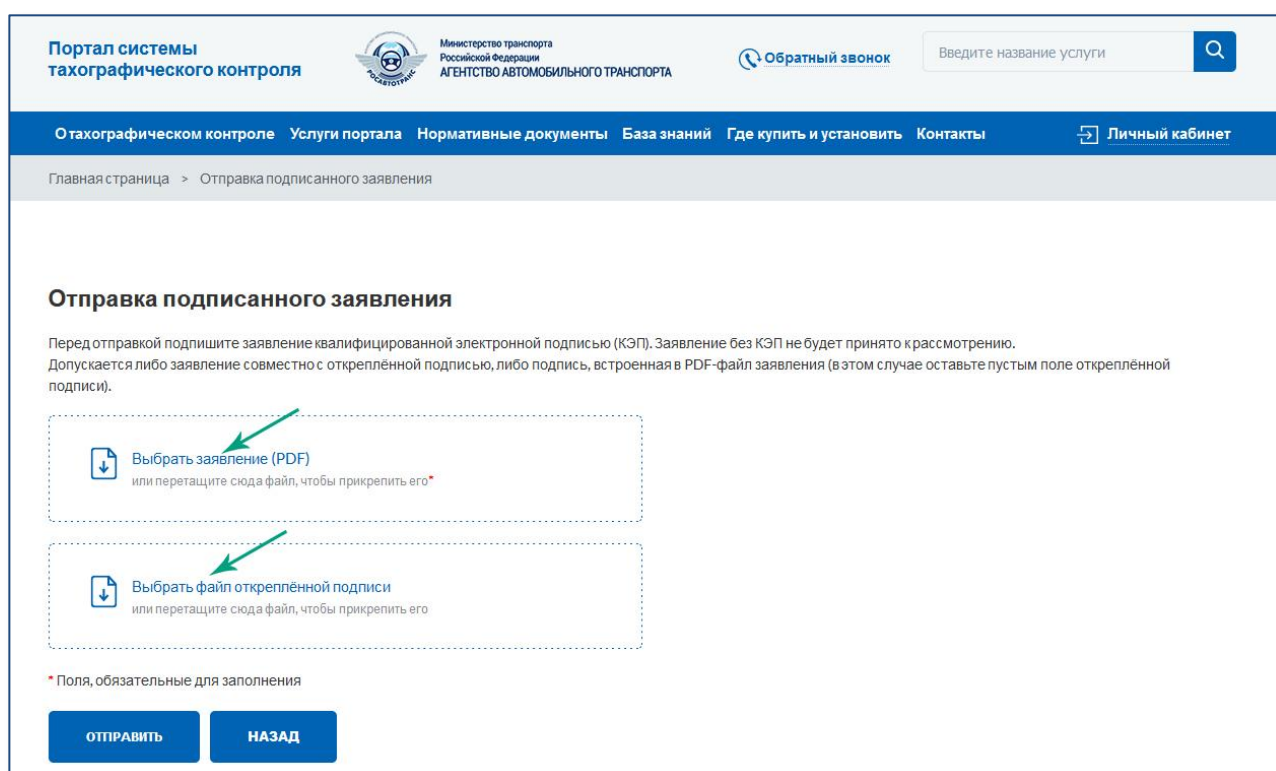 Портал системы
тахографического контроля
РОСАВТОТРАНС
Министерство транспорта
Российской Федерации
АГЕНТСТВО АВТОМОБИЛЬНОГО ТРАНСПОРТА
Обратный звонок
Введите название услуги
О тахографическом контроле Услуги портала Нормативные документы База знаний Где купить и установить Контакты Личный кабинет
Главная страница > Отправка подписанного заявления
Отправка подписанного заявления
Перед отправкой подпишите заявление квалифицированной электронной подписью (КЭП). Заявление без КЭП не будет принято к рассмотрению.
Допускается либо заявление совместно с откреплённой подписью, либо подпись, встроенная в PDF-файл заявления (в этом случае оставьте пустым поле откреплённой
подписи).
Выбрать заявление (PDF)
или перетащите сюда файл, чтобы прикрепить его*
Выбрать файл откреплённой подписи
или перетащите сюда файл, чтобы прикрепить его
* Поля, обязательные для заполнения
ОТПРАВИТЬ НАЗАД